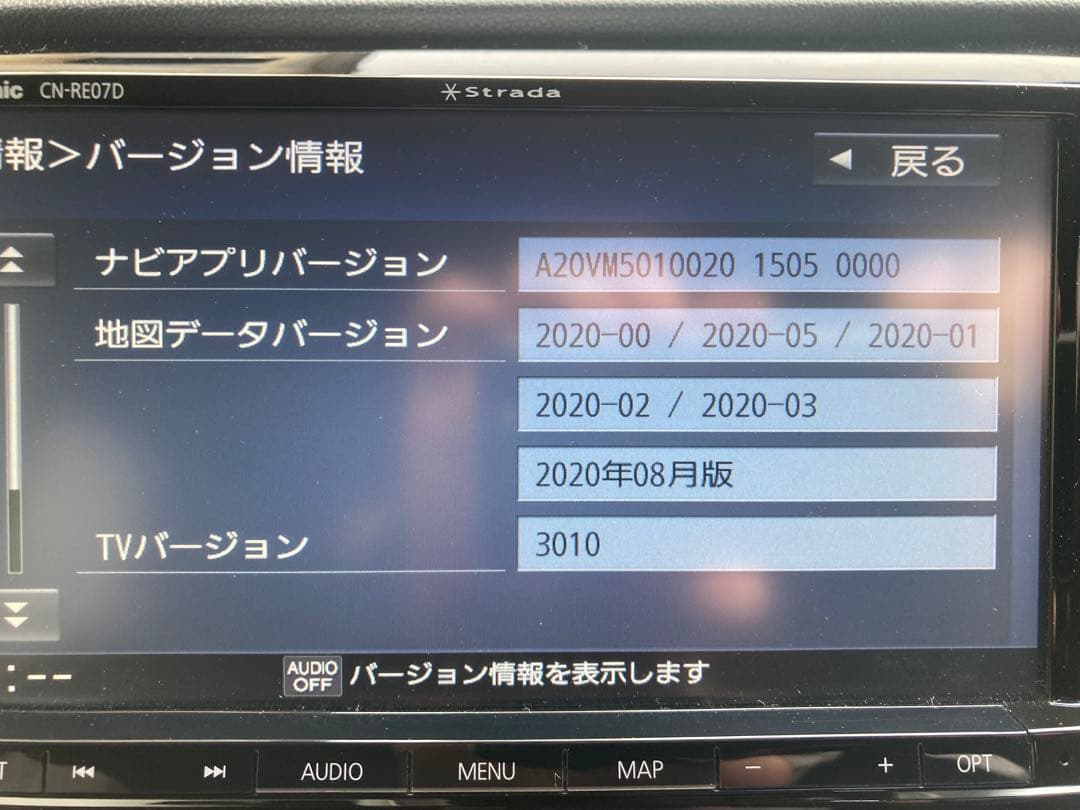 nic CN-RE07D
Strada
報＞バージョン情報
◀ 戻る
ナビアプリバージョン
A20VM5010020 1505 0000
地図データバージョン
2020-00 / 2020-05 / 2020-01
2020-02 / 2020-03
2020年08月版
TVバージョン
3010
:--
AUDIO OFF バージョン情報を表示します
T
AUDIO
MENU
MAP
−
+
OPT